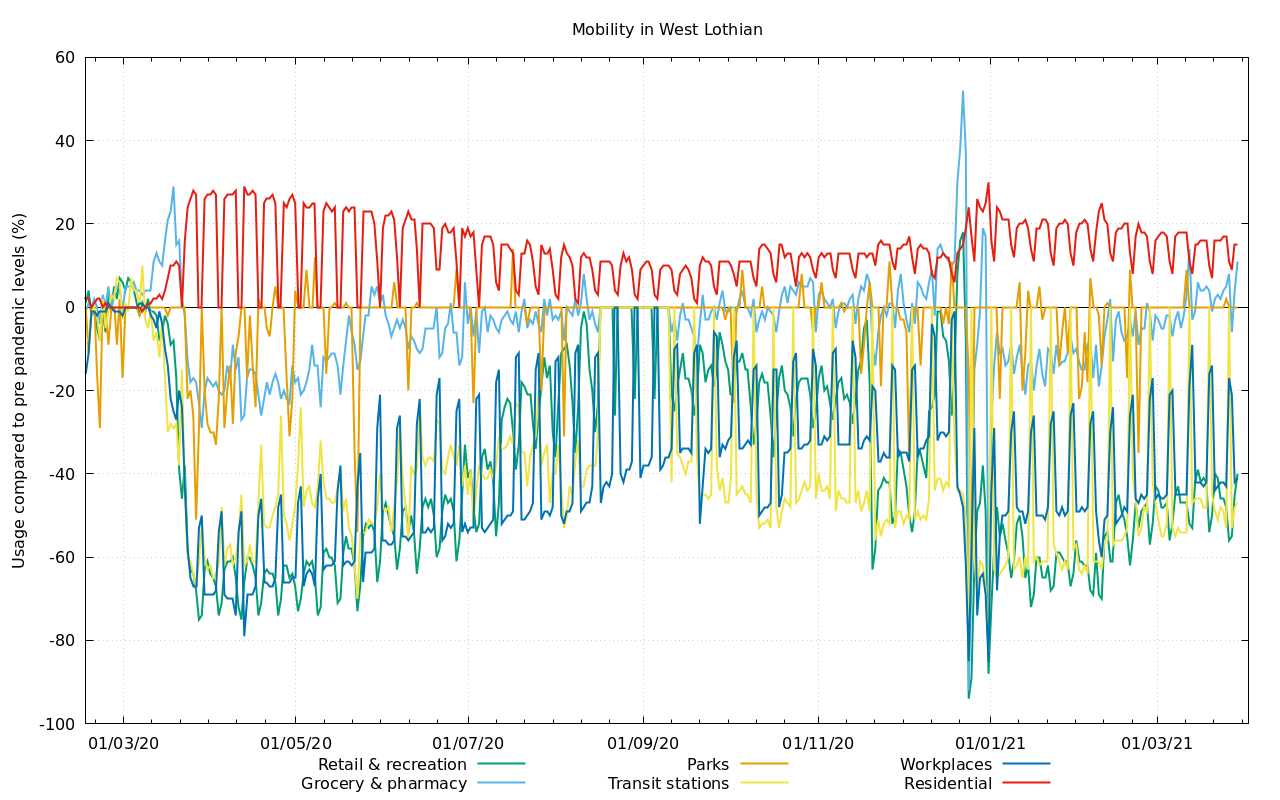 Mobility in West Lothian
Usage compared to pre pandemic levels (%)
60
40
20
0
-20
-40
-60
-80
-100
01/03/20 01/05/20 01/07/20 01/09/20 01/11/20 01/01/21 01/03/21
Retail & recreation Parks Workplaces
Grocery & pharmacy Transit stations Residential